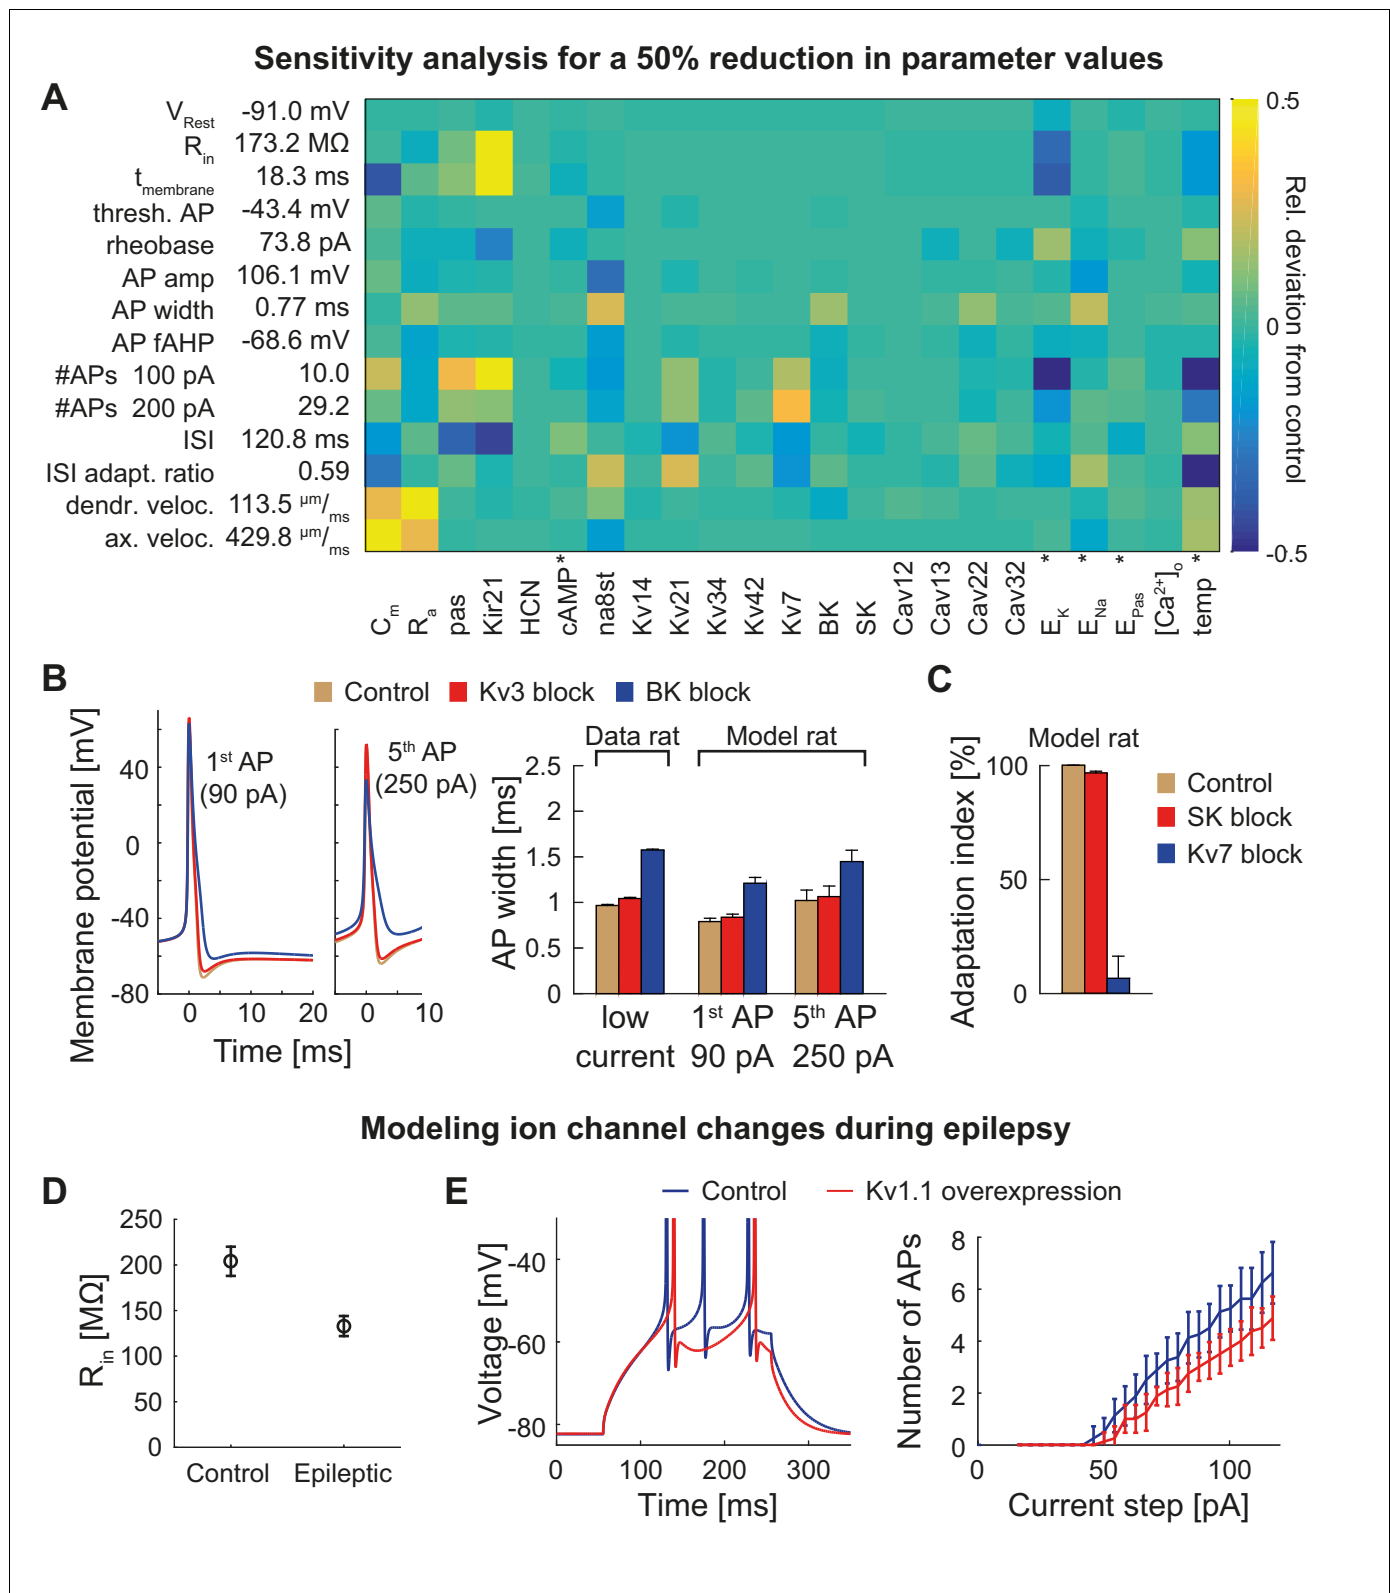 Sensitivity analysis for a 50% reduction in parameter values
A
V_Rest -91.0 mV
R_in 173.2 MΩ
t_membrane 18.3 ms
thresh. AP -43.4 mV
rheobase 73.8 pA
AP amp 106.1 mV
AP width 0.77 ms
AP fAHP -68.6 mV
#APs 100 pA 10.0
#APs 200 pA 29.2
ISI 120.8 ms
ISI adapt. ratio 0.59
dendr. veloc. 113.5 µm/ms
ax. veloc. 429.8 µm/ms
0.5
0
-0.5
Rel. deviation from control
C_m
R_a
pas
Kir21
HCN
cAMP*
na8st
Kv14
Kv21
Kv34
Kv42
Kv7
BK
SK
Cav12
Cav13
Cav22
Cav32
E_K *
E_Na *
E_Pas *
[Ca²⁺]_o
temp *
B
Control Kv3 block BK block
Membrane potential [mV]
40
0
-40
-80
1st AP
(90 pA)
5th AP
(250 pA)
0 10 20
0 10
Time [ms]
Data rat Model rat
AP width [ms]
2.5
2
1.5
1
0.5
0
low
current
1st AP
90 pA
5th AP
250 pA
C
Model rat
Adaptation index [%]
100
50
0
Control
SK block
Kv7 block
Modeling ion channel changes during epilepsy
D
R_in [MΩ]
250
200
150
100
50
0
Control Epileptic
E
Control Kv1.1 overexpression
Voltage [mV]
-40
-60
-80
0 100 200 300
Time [ms]
Number of APs
8
6
4
2
0
0 50 100
Current step [pA]